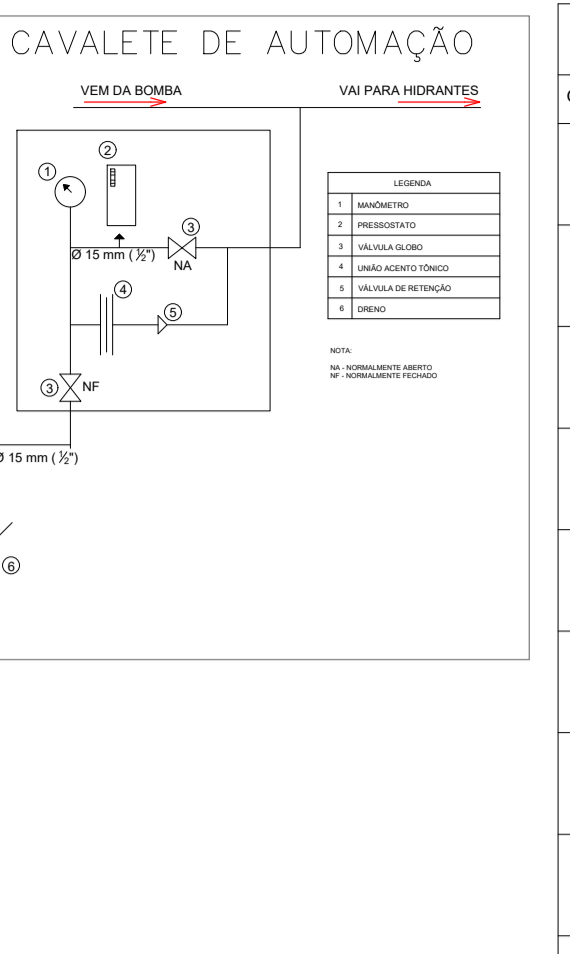 CAVALETE DE AUTOMAÇÃO
VEM DA BOMBA
VAI PARA HIDRANTES
2
1
3
Ø 15 mm ( ½")
NA
4
5
3
NF
Ø 15 mm ( ½")
6
LEGENDA
1 MANÔMETRO
2 PRESSOSTATO
3 VÁLVULA GLOBO
4 UNIÃO ACENTO TÔNICO
5 VÁLVULA DE RETENÇÃO
6 DRENO
NOTA:
NA - NORMALMENTE ABERTO
NF - NORMALMENTE FECHADO